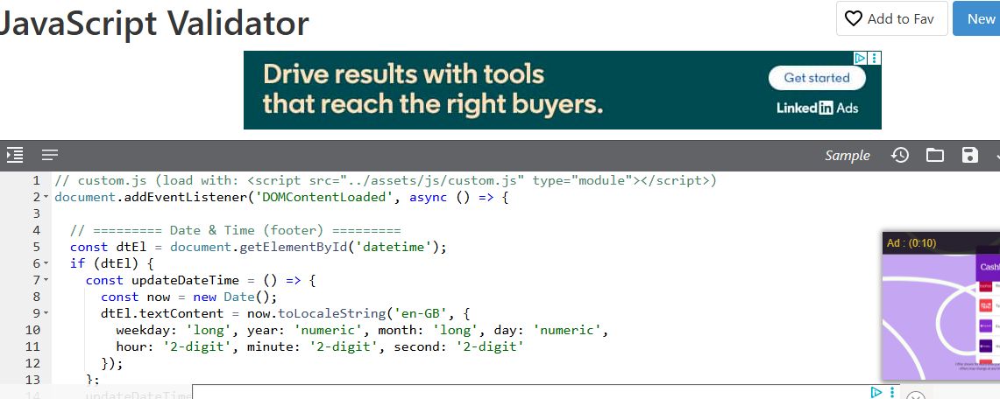 JavaScript Validator
Add to Fav
New
Drive results with tools
that reach the right buyers.
Get started
Linked in Ads
Sample
1 // custom.js (load with: <script src="../assets/js/custom.js" type="module"></script>)
2 document.addEventListener('DOMContentLoaded', async () => {
3
4 // ========= Date & Time (footer) =========
5 const dtEl = document.getElementById('datetime');
6 if (dtEl) {
7 const updateDateTime = () => {
8 const now = new Date();
9 dtEl.textContent = now.toLocaleString('en-GB', {
10 weekday: 'long', year: 'numeric', month: 'long', day: 'numeric',
11 hour: '2-digit', minute: '2-digit', second: '2-digit'
12 });
13 };
14 updateDateTime
Ad : (0:10)